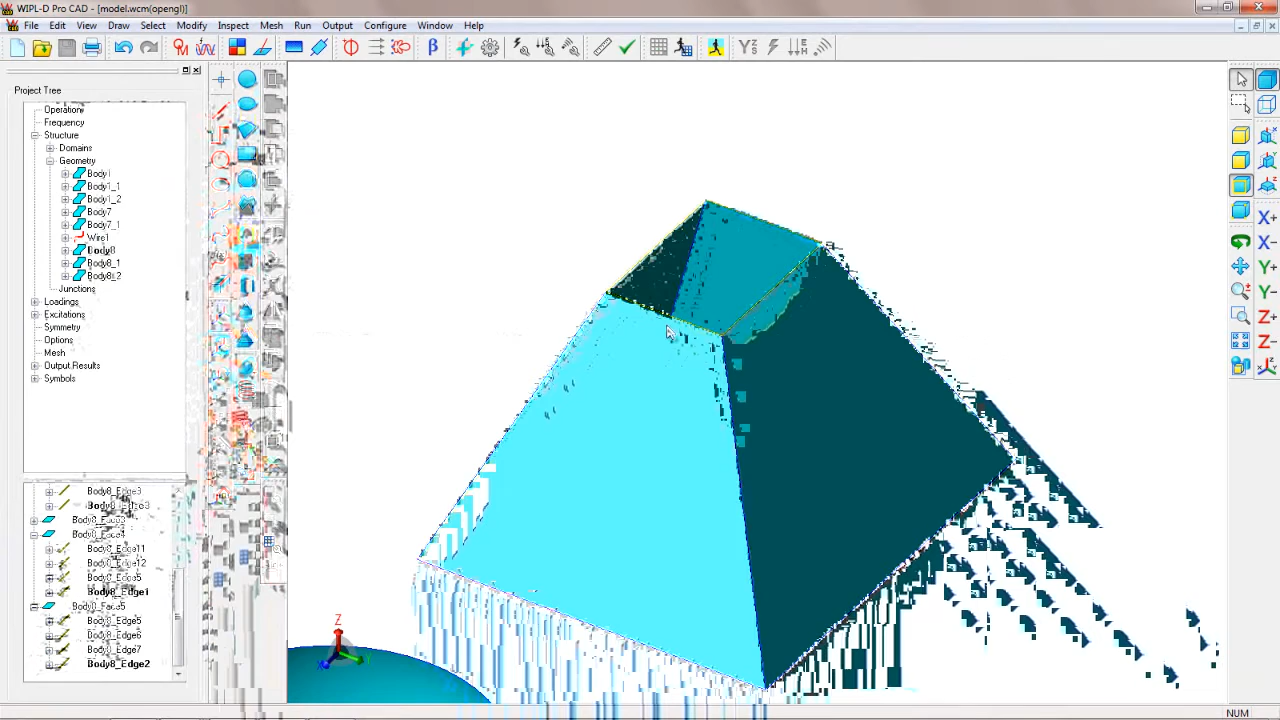 WIPL-D Pro CAD - [model.wcm(opengl)]
File Edit View Draw Select Modify Inspect Mesh Run Output Configure Window Help
Project Tree
Operation
Frequency
Structure
Domains
Geometry
Body1
Body1_1
Body1_2
Body7
Body7_1
Wire1
Body8
Body8_1
Body8_2
Junctions
Loadings
Excitations
Symmetry
Options
Mesh
Output Results
Symbols
Body8_Edge3
Body8_Face4
Body8_Edge11
Body8_Edge12
Body8_Edge5
Body8_Edge1
Body8_Face5
Body8_Edge5
Body8_Edge6
Body8_Edge7
Body8_Edge2
Z
X
Y
X+
X-
Y+
Y-
Z+
Z-
NUM